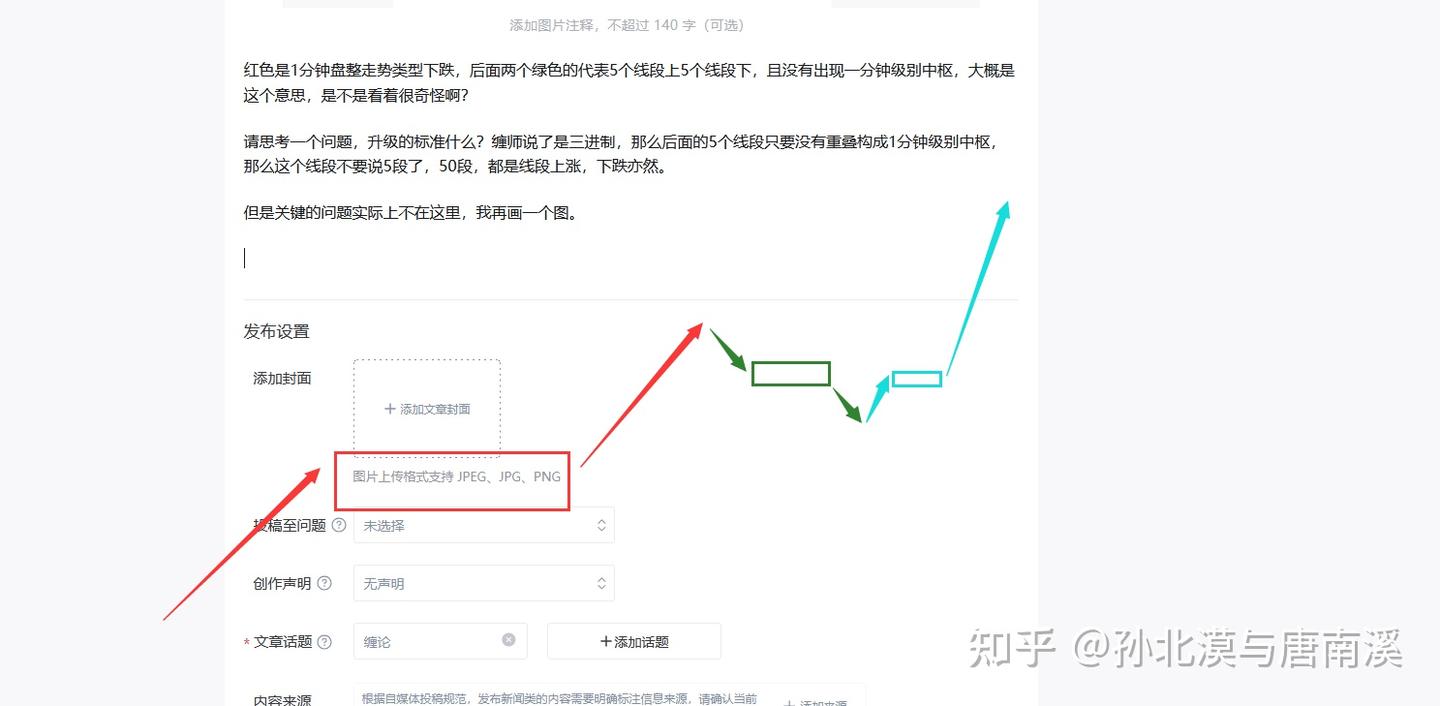 添加图片注释，不超过 140 字（可选）
红色是1分钟盘整走势类型下跌，后面两个绿色的代表5个线段上5个线段下，且没有出现一分钟级别中枢，大概是
这个意思，是不是看着很奇怪啊？
请思考一个问题，升级的标准什么？缠师说了是三进制，那么后面的5个线段只要没有重叠构成1分钟级别中枢，
那么这个线段不要说5段了，50段，都是线段上涨，下跌亦然。
但是关键的问题实际上不在这里，我再画一个图。
发布设置
添加封面
+ 添加文章封面
图片上传格式支持 JPEG、JPG、PNG
投稿至问题 ? 未选择
创作声明 ? 无声明
* 文章话题 ? 缠论 +添加话题
内容来源 根据自媒体投稿规范，发布新闻类的内容需要明确标注信息来源，请确认当前 + 添加来源
知乎 @孙北漠与唐南溪